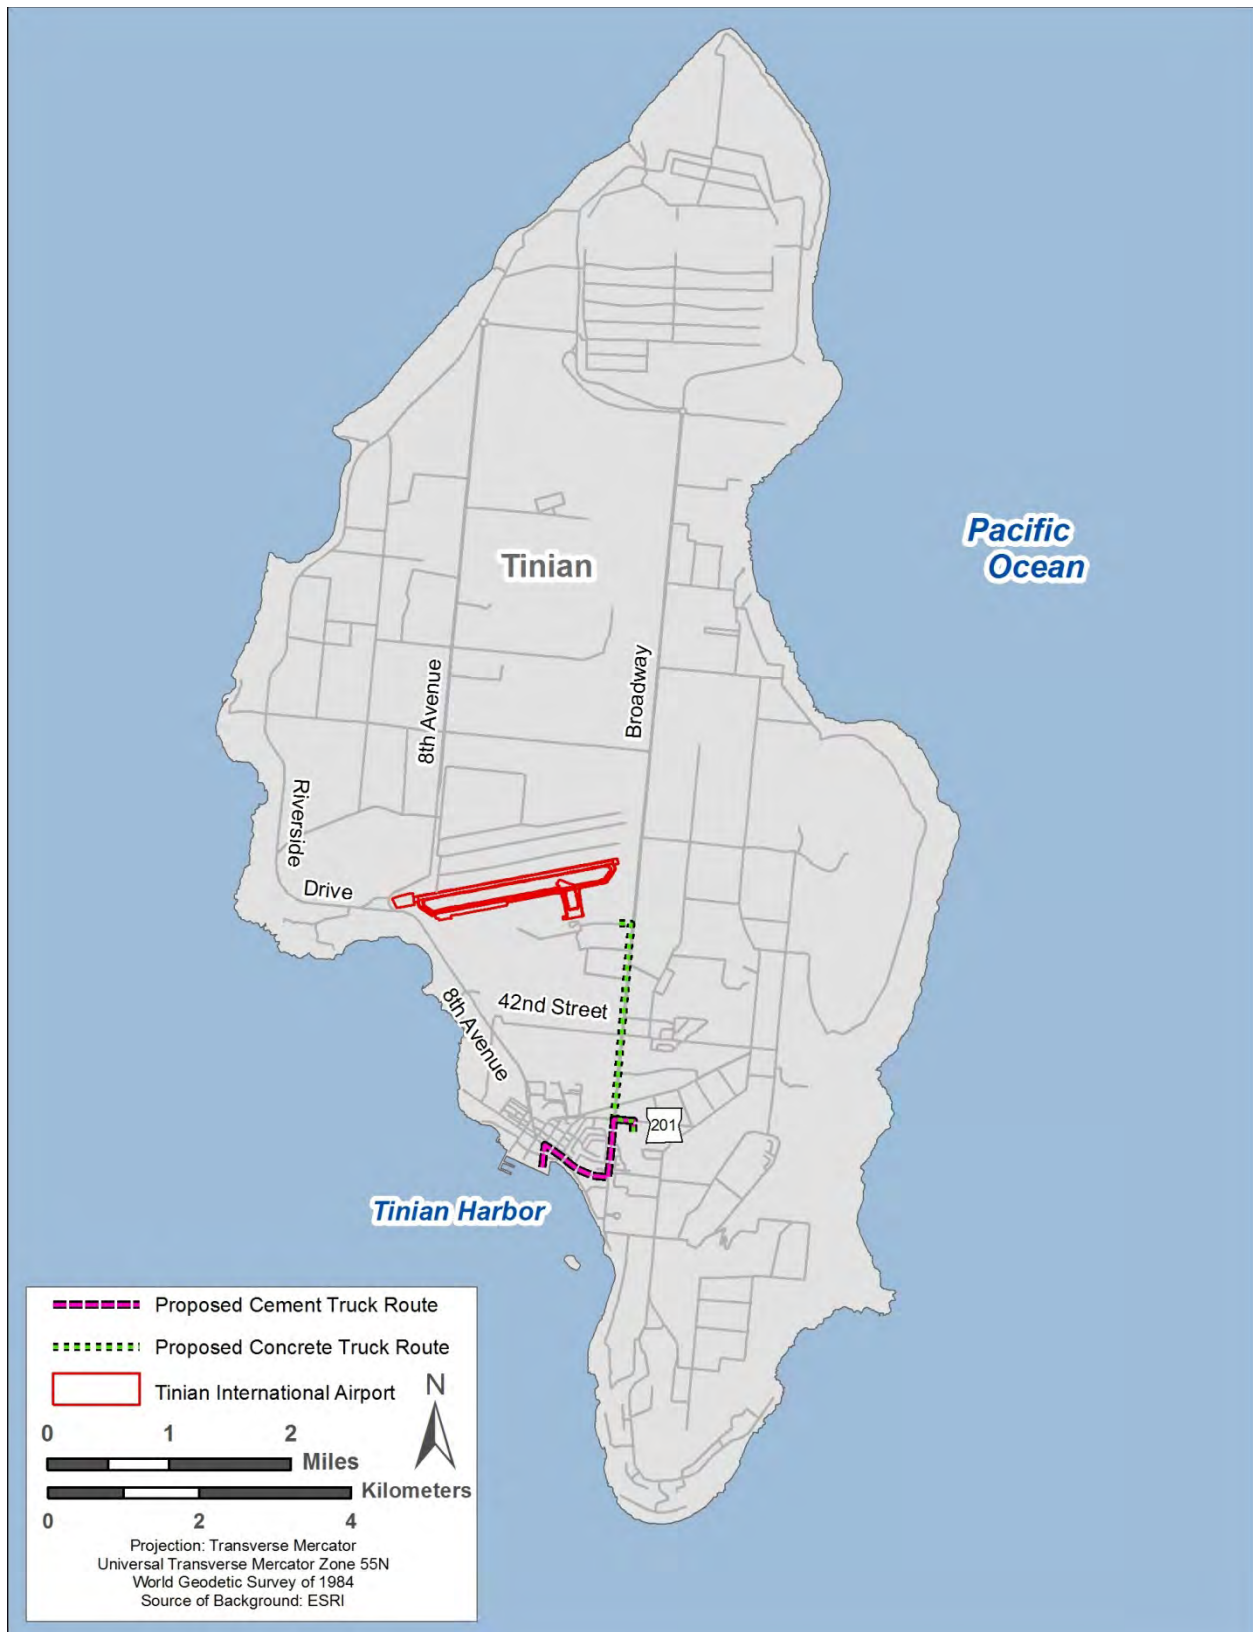 Pacific
Ocean
Tinian
8th Avenue
Broadway
Riverside
Drive
8th Avenue
42nd Street
201
Tinian Harbor
Proposed Cement Truck Route
Proposed Concrete Truck Route
Tinian International Airport
N
0 1 2
Miles
Kilometers
0 2 4
Projection: Transverse Mercator
Universal Transverse Mercator Zone 55N
World Geodetic Survey of 1984
Source of Background: ESRI